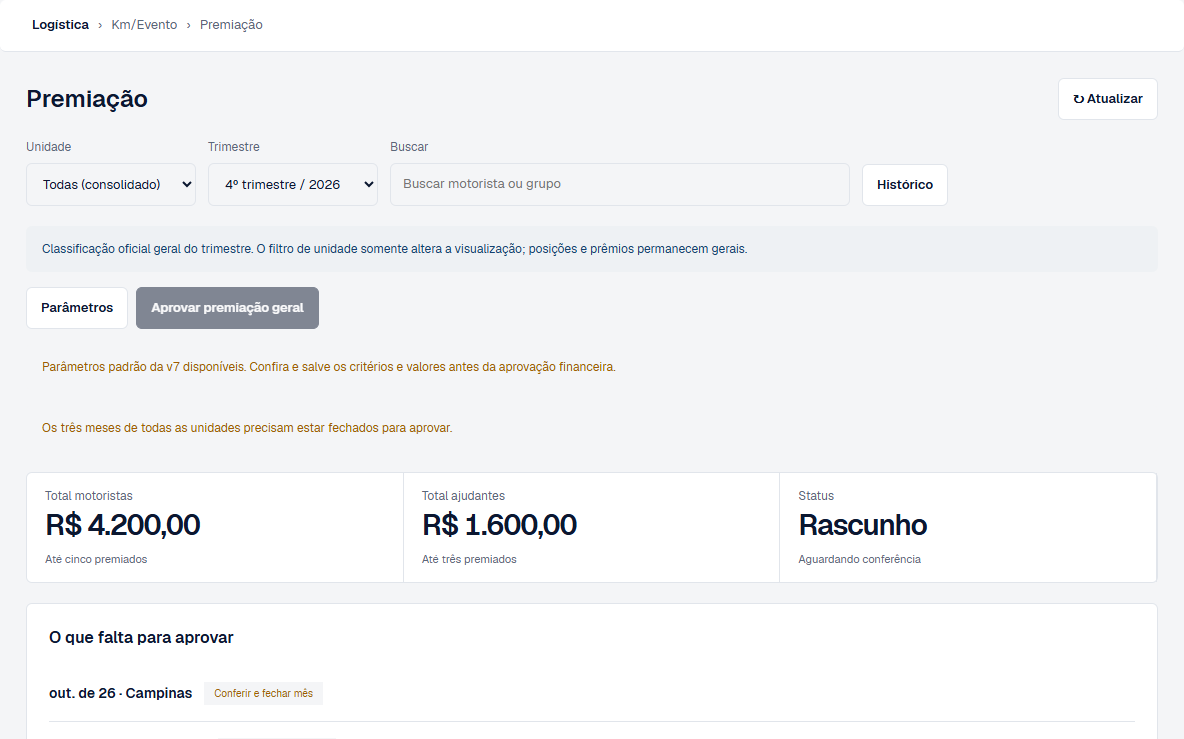 Logística › Km/Evento › Premiação
Premiação
↻ Atualizar
Unidade
Trimestre
Buscar
Todas (consolidado)
4º trimestre / 2026
Buscar motorista ou grupo
Histórico
Classificação oficial geral do trimestre. O filtro de unidade somente altera a visualização; posições e prêmios permanecem gerais.
Parâmetros
Aprovar premiação geral
Parâmetros padrão da v7 disponíveis. Confira e salve os critérios e valores antes da aprovação financeira.
Os três meses de todas as unidades precisam estar fechados para aprovar.
Total motoristas
R$ 4.200,00
Até cinco premiados
Total ajudantes
R$ 1.600,00
Até três premiados
Status
Rascunho
Aguardando conferência
O que falta para aprovar
out. de 26 · Campinas
Conferir e fechar mês